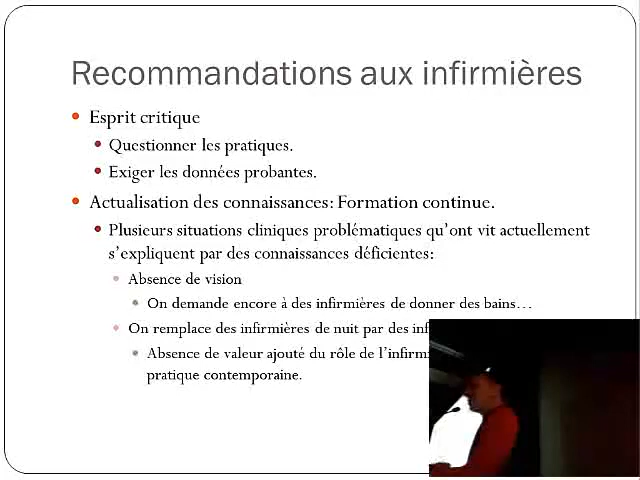 Recommandations aux infirmières
Esprit critique
Questionner les pratiques.
Exiger les données probantes.
Actualisation des connaissances: Formation continue.
Plusieurs situations cliniques problématiques qu'ont vit actuellement
s'expliquent par des connaissances déficientes:
Absence de vision
On demande encore à des infirmières de donner des bains…
On remplace des infirmières de nuit par des
Absence de valeur ajouté du rôle de
pratique contemporaine.